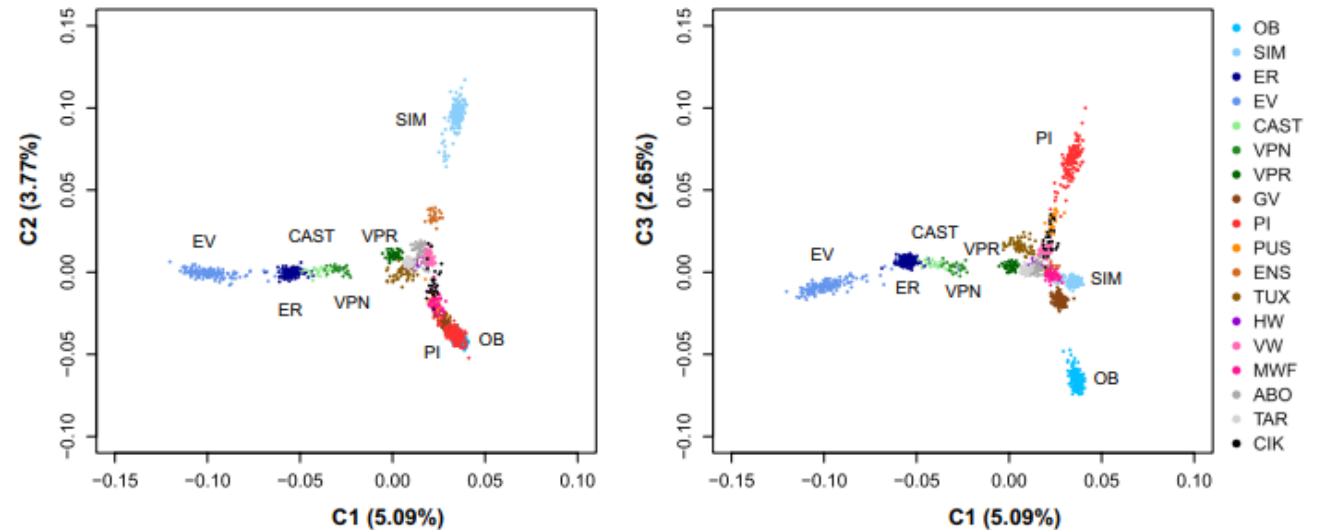 0.15
0.10
0.05
0.00
−0.05
−0.10
C2 (3.77%)
SIM
EV
CAST
VPR
ER
VPN
PI
OB
−0.15
−0.10
−0.05
0.00
0.05
0.10
C1 (5.09%)
0.15
0.10
0.05
0.00
−0.05
−0.10
C3 (2.65%)
PI
EV
CAST
VPR
ER
VPN
SIM
OB
−0.15
−0.10
−0.05
0.00
0.05
0.10
C1 (5.09%)
OB
SIM
ER
EV
CAST
VPN
VPR
GV
PI
PUS
ENS
TUX
HW
VW
MWF
ABO
TAR
CIK